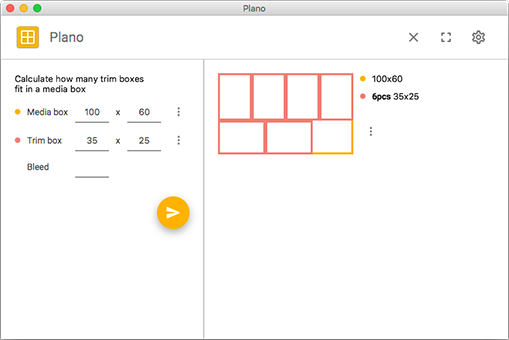 Plano
Plano
Calculate how many trim boxes
fit in a media box
Media box 100 x 60
Trim box 35 x 25
Bleed
100x60
6pcs 35x25